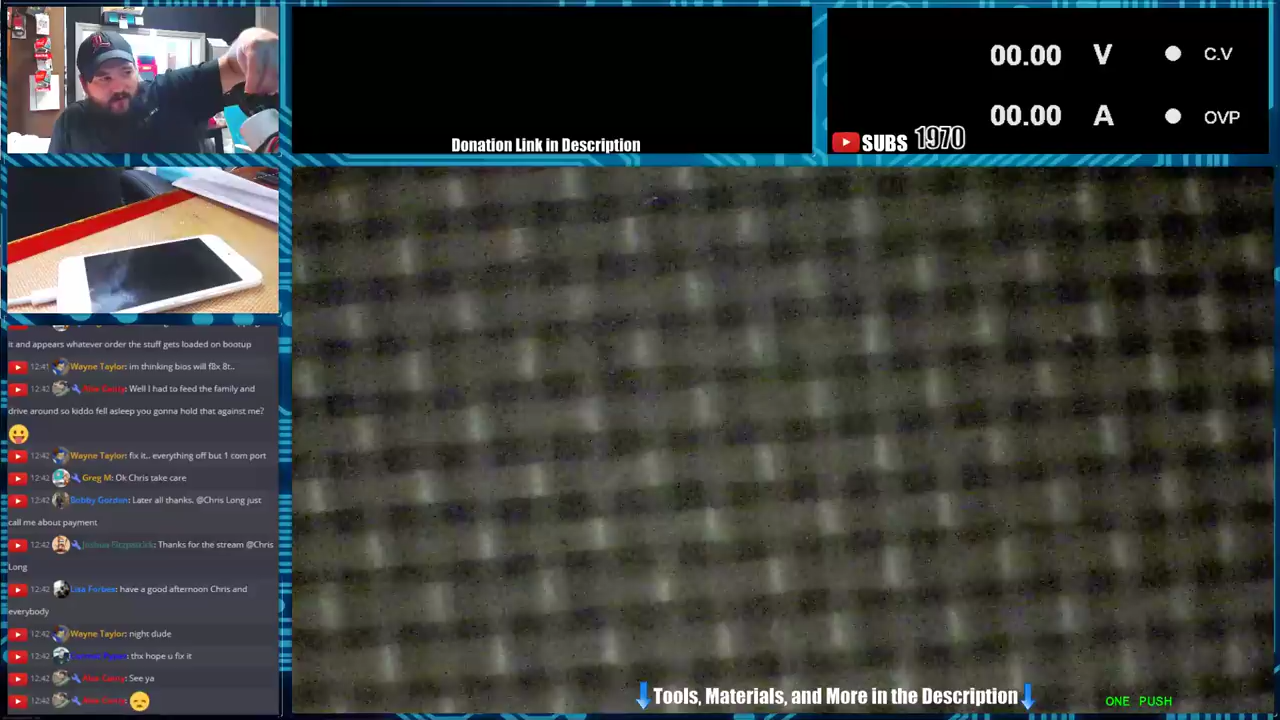 Donation Link in Description
00.00 V C.V
00.00 A OVP
SUBS 1970
it and appears whatever order the stuff gets loaded on bootup
12:41 Wayne Taylor: im thinking bios will f8x 8t..
12:42 Well I had to feed the family and
drive around so kiddo fell asleep you gonna hold that against me?
12:42 Wayne Taylor: fix it.. everything off but 1 com port
12:42 Greg M: Ok Chris take care
12:42 Bobby Gordon: Later all thanks. @Chris Long just
call me about payment
12:42 Joshua Fitzpatrick: Thanks for the stream @Chris
Long
12:42 Lisa Forbes: have a good afternoon Chris and
everybody
12:42 Wayne Taylor: night dude
12:42 thx hope u fix it
12:42 See ya
12:42
Tools, Materials, and More in the Description
ONE PUSH